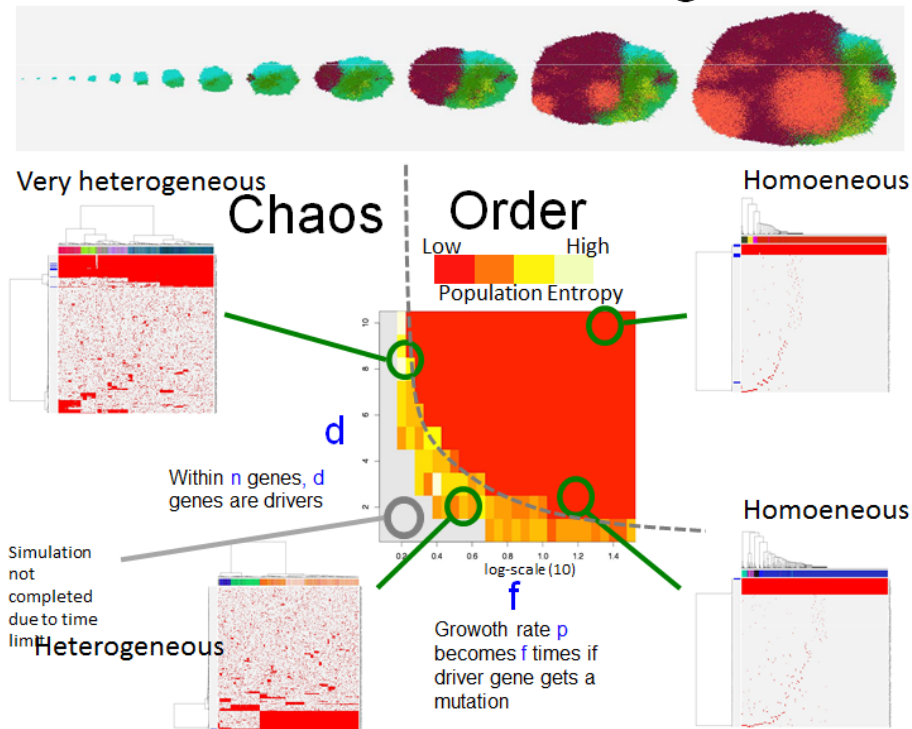 Very heterogeneous
Chaos
Order
Homoeneous
Low
High
Population Entropy
10
8
6
4
2
d
Within n genes, d
genes are drivers
Homoneous
0.2
0.4
0.6
0.8
1.0
1.2
1.4
log-scale (10)
f
Simulation
not
completed
due to time
limit
Heterogeneous
Growoth rate p
becomes f times if
driver gene gets a
mutation